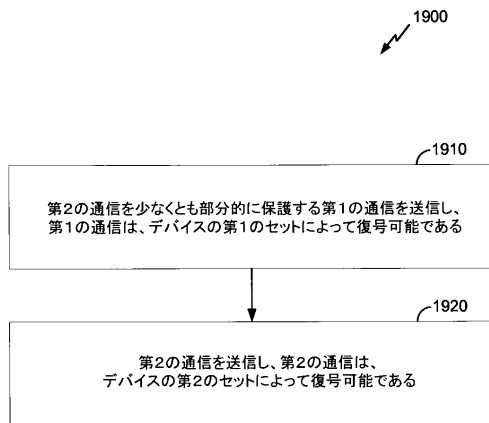 1900
1910
第2の通信を少なくとも部分的に保護する第1の通信を送信し、
第1の通信は、デバイスの第1のセットによって復号可能である
1920
第2の通信を送信し、第2の通信は、
デバイスの第2のセットによって復号可能である